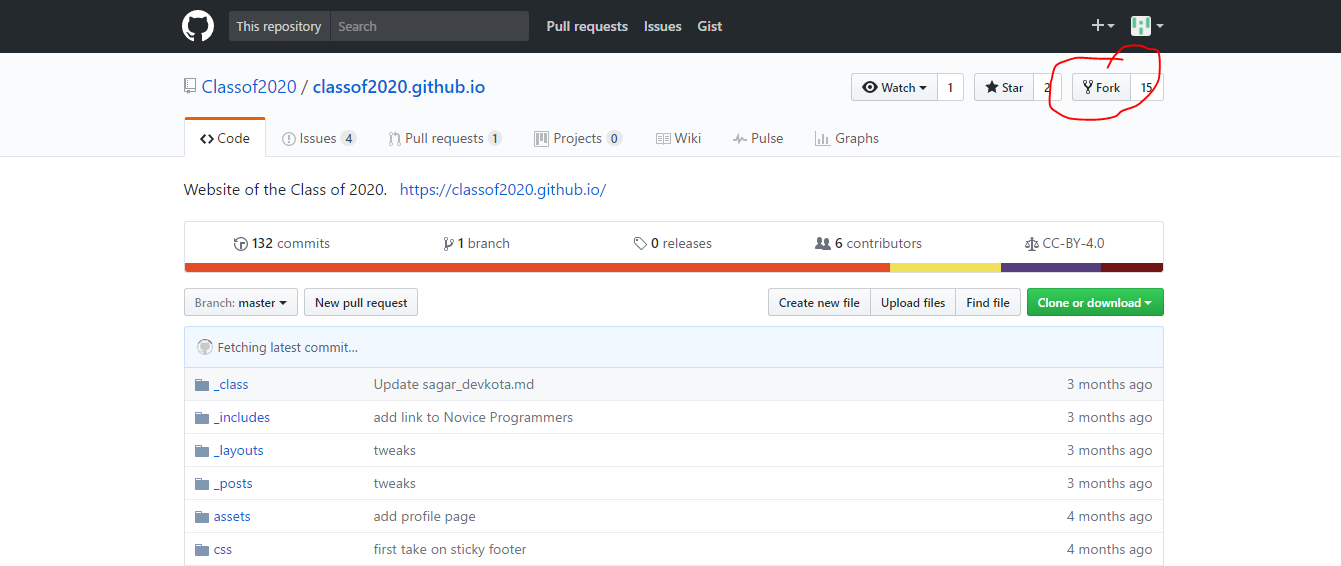 This repository Search Pull requests Issues Gist
Classof2020 / classof2020.github.io Watch 1 Star 2 Fork 15
Code Issues 4 Pull requests 1 Projects 0 Wiki Pulse Graphs
Website of the Class of 2020. https://classof2020.github.io/
132 commits 1 branch 0 releases 6 contributors CC-BY-4.0
Branch: master New pull request Create new file Upload files Find file Clone or download
Fetching latest commit...
_class Update sagar_devkota.md 3 months ago
_includes add link to Novice Programmers 3 months ago
_layouts tweaks 3 months ago
_posts tweaks 3 months ago
assets add profile page 4 months ago
css first take on sticky footer 4 months ago